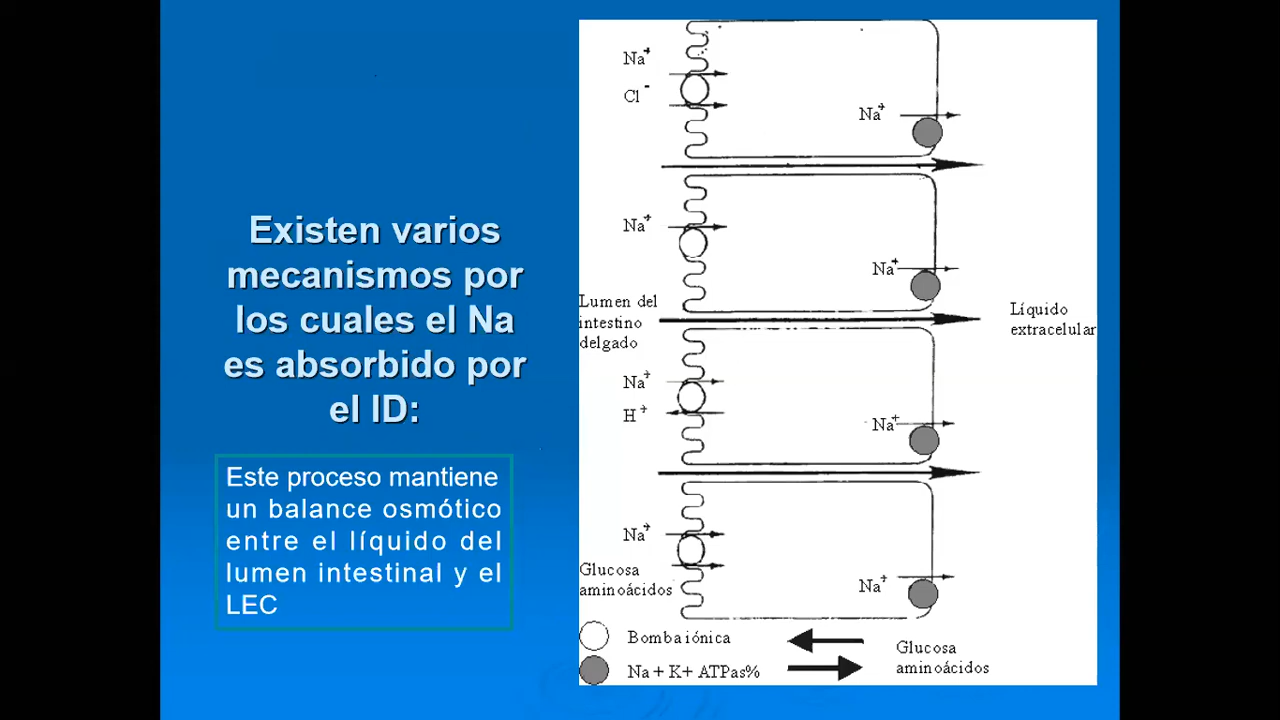 Existen varios
mecanismos por
los cuales el Na
es absorbido por
el ID:
Este proceso mantiene
un balance osmótico
entre el líquido del
lumen intestinal y el
LEC
Na+
Cl-
Na+
Na+
Na+
Lumen del
intestino
delgado
Líquido
extracelular
Na+
H+
Na+
Na+
Glucosa
aminoácidos
Na+
Bomba iónica
Na + K+ ATPas%
Glucosa
aminoácidos